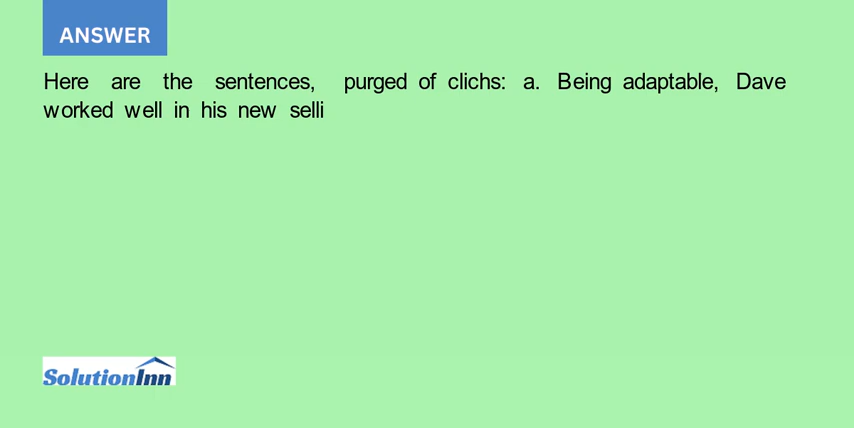 ANSWER
Here are the sentences, purged of clichs: a. Being adaptable, Dave
worked well in his new selli
SolutionInn